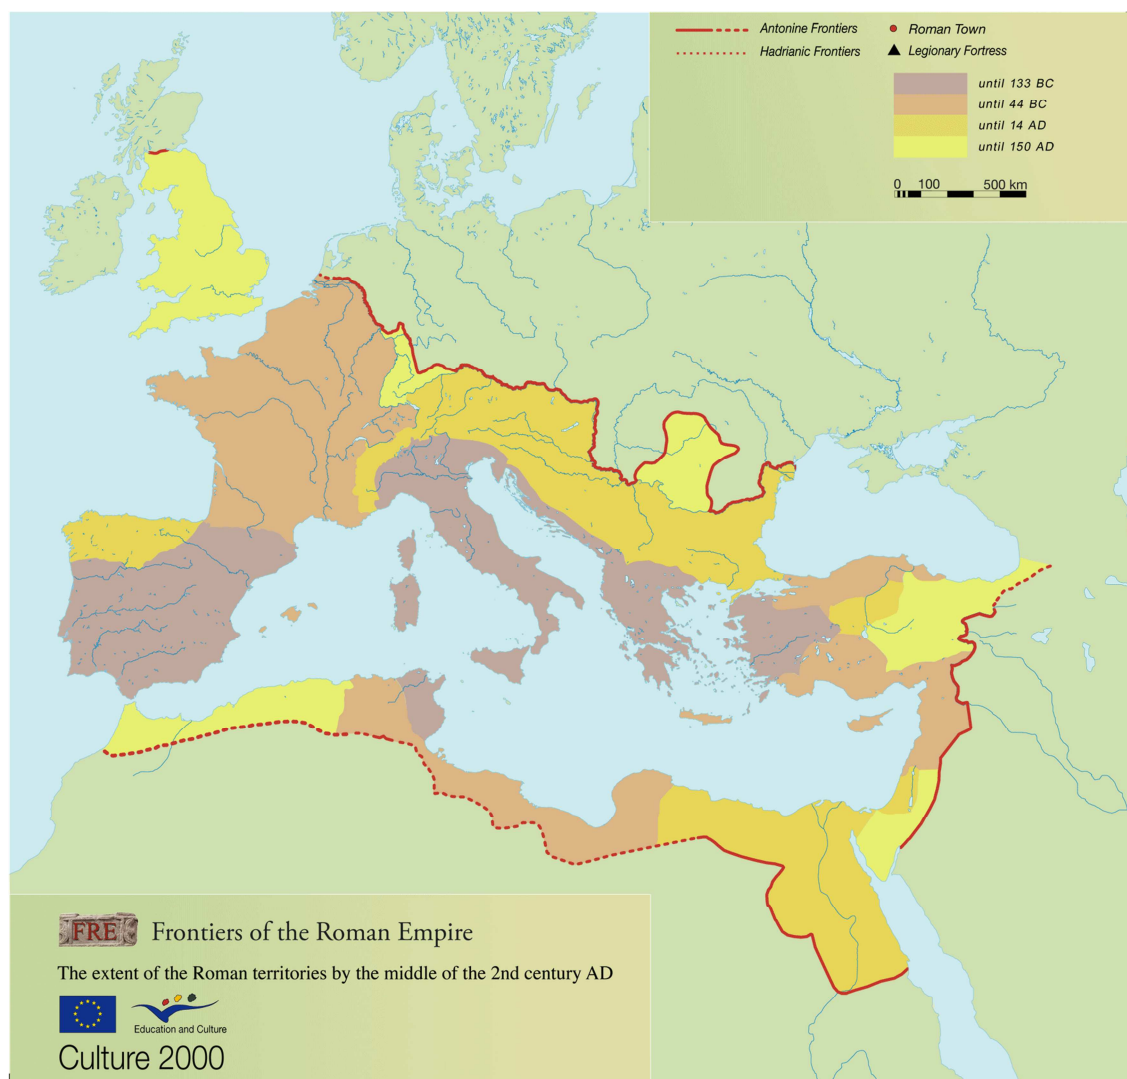 Antonine Frontiers
Hadrianic Frontiers
Roman Town
Legionary Fortress
until 133 BC
until 44 BC
until 14 AD
until 150 AD
0 100 500 km
FRE Frontiers of the Roman Empire
The extent of the Roman territories by the middle of the 2nd century AD
Education and Culture
Culture 2000